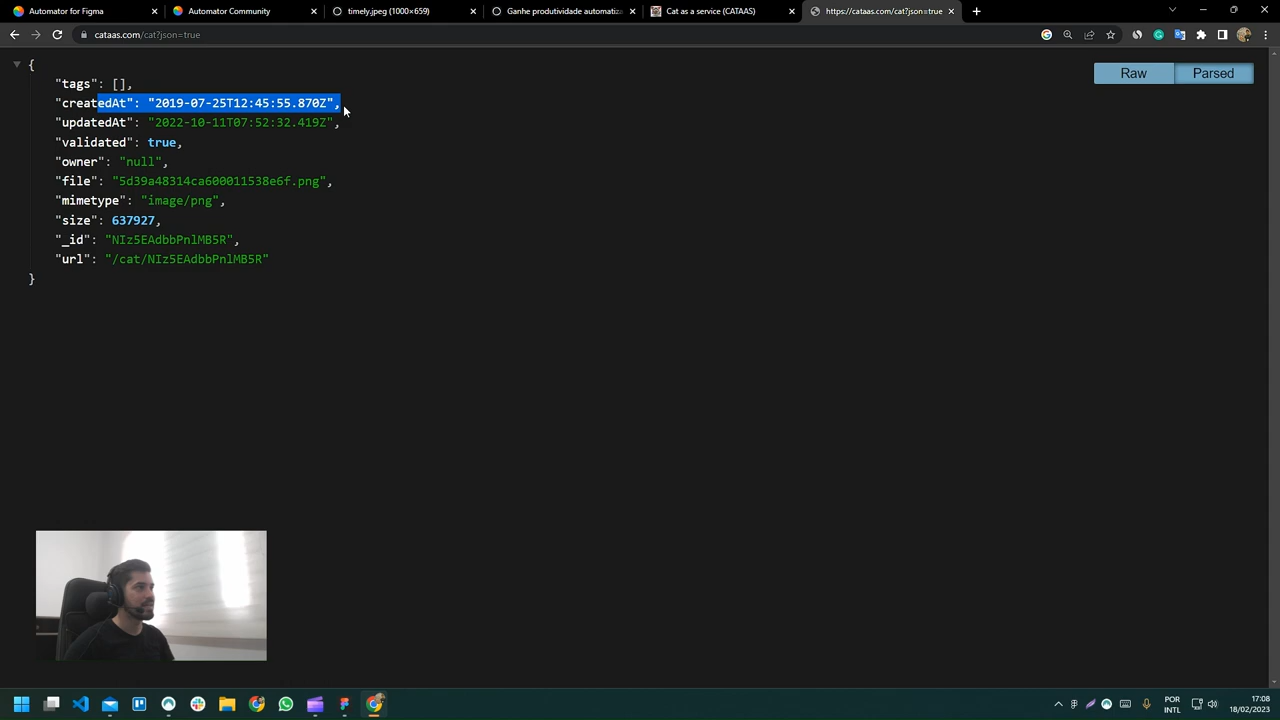 Automator for Figma
Automator Community
timely.jpeg (1000×659)
Ganhe produtividade automatiza
Cat as a service (CATAAS)
https://cataas.com/cat?json=true
cataas.com/cat?json=true
Raw
Parsed
{
"tags": [],
"createdAt": "2019-07-25T12:45:55.870Z",
"updatedAt": "2022-10-11T07:52:32.419Z",
"validated": true,
"owner": "null",
"file": "5d39a48314ca600011538e6f.png",
"mimetype": "image/png",
"size": 637927,
"_id": "NIz5EAdbbPnlMB5R",
"url": "/cat/NIz5EAdbbPnlMB5R"
}
POR
INTL
17:08
18/02/2023